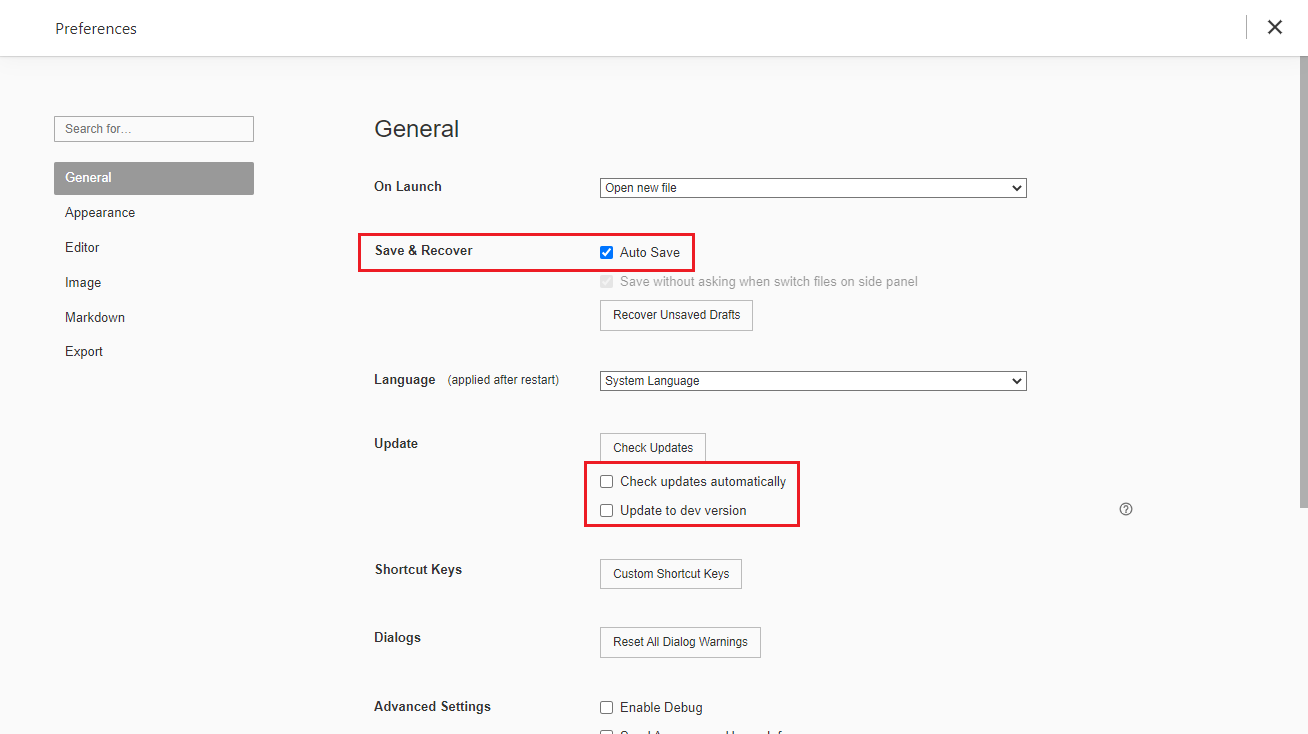 Preferences
Search for...
General
Appearance
Editor
Image
Markdown
Export
General
On Launch Open new file
Save & Recover Auto Save
Save without asking when switch files on side panel
Recover Unsaved Drafts
Language (applied after restart) System Language
Update Check Updates
Check updates automatically
Update to dev version
Shortcut Keys Custom Shortcut Keys
Dialogs Reset All Dialog Warnings
Advanced Settings Enable Debug